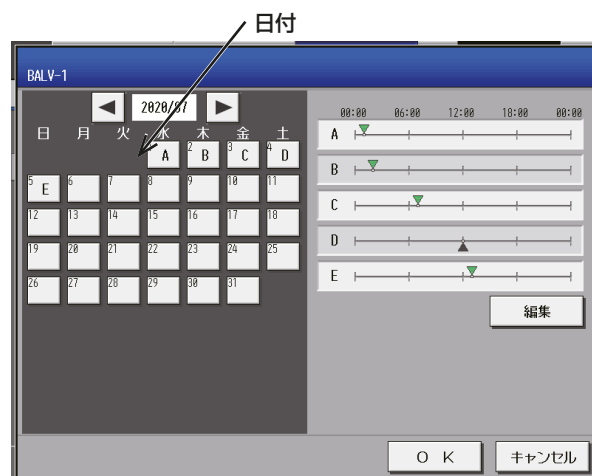 日付
BALV-1
◀ 2020/07 ▶
日 月 火 水 木 金 土
A 2 B 3 C 4 D
5 E 6 7 8 9 10 11
12 13 14 15 16 17 18
19 20 21 22 23 24 25
26 27 28 29 30 31
00:00 06:00 12:00 18:00 00:00
A
B
C
D
E
編集
OK キャンセル